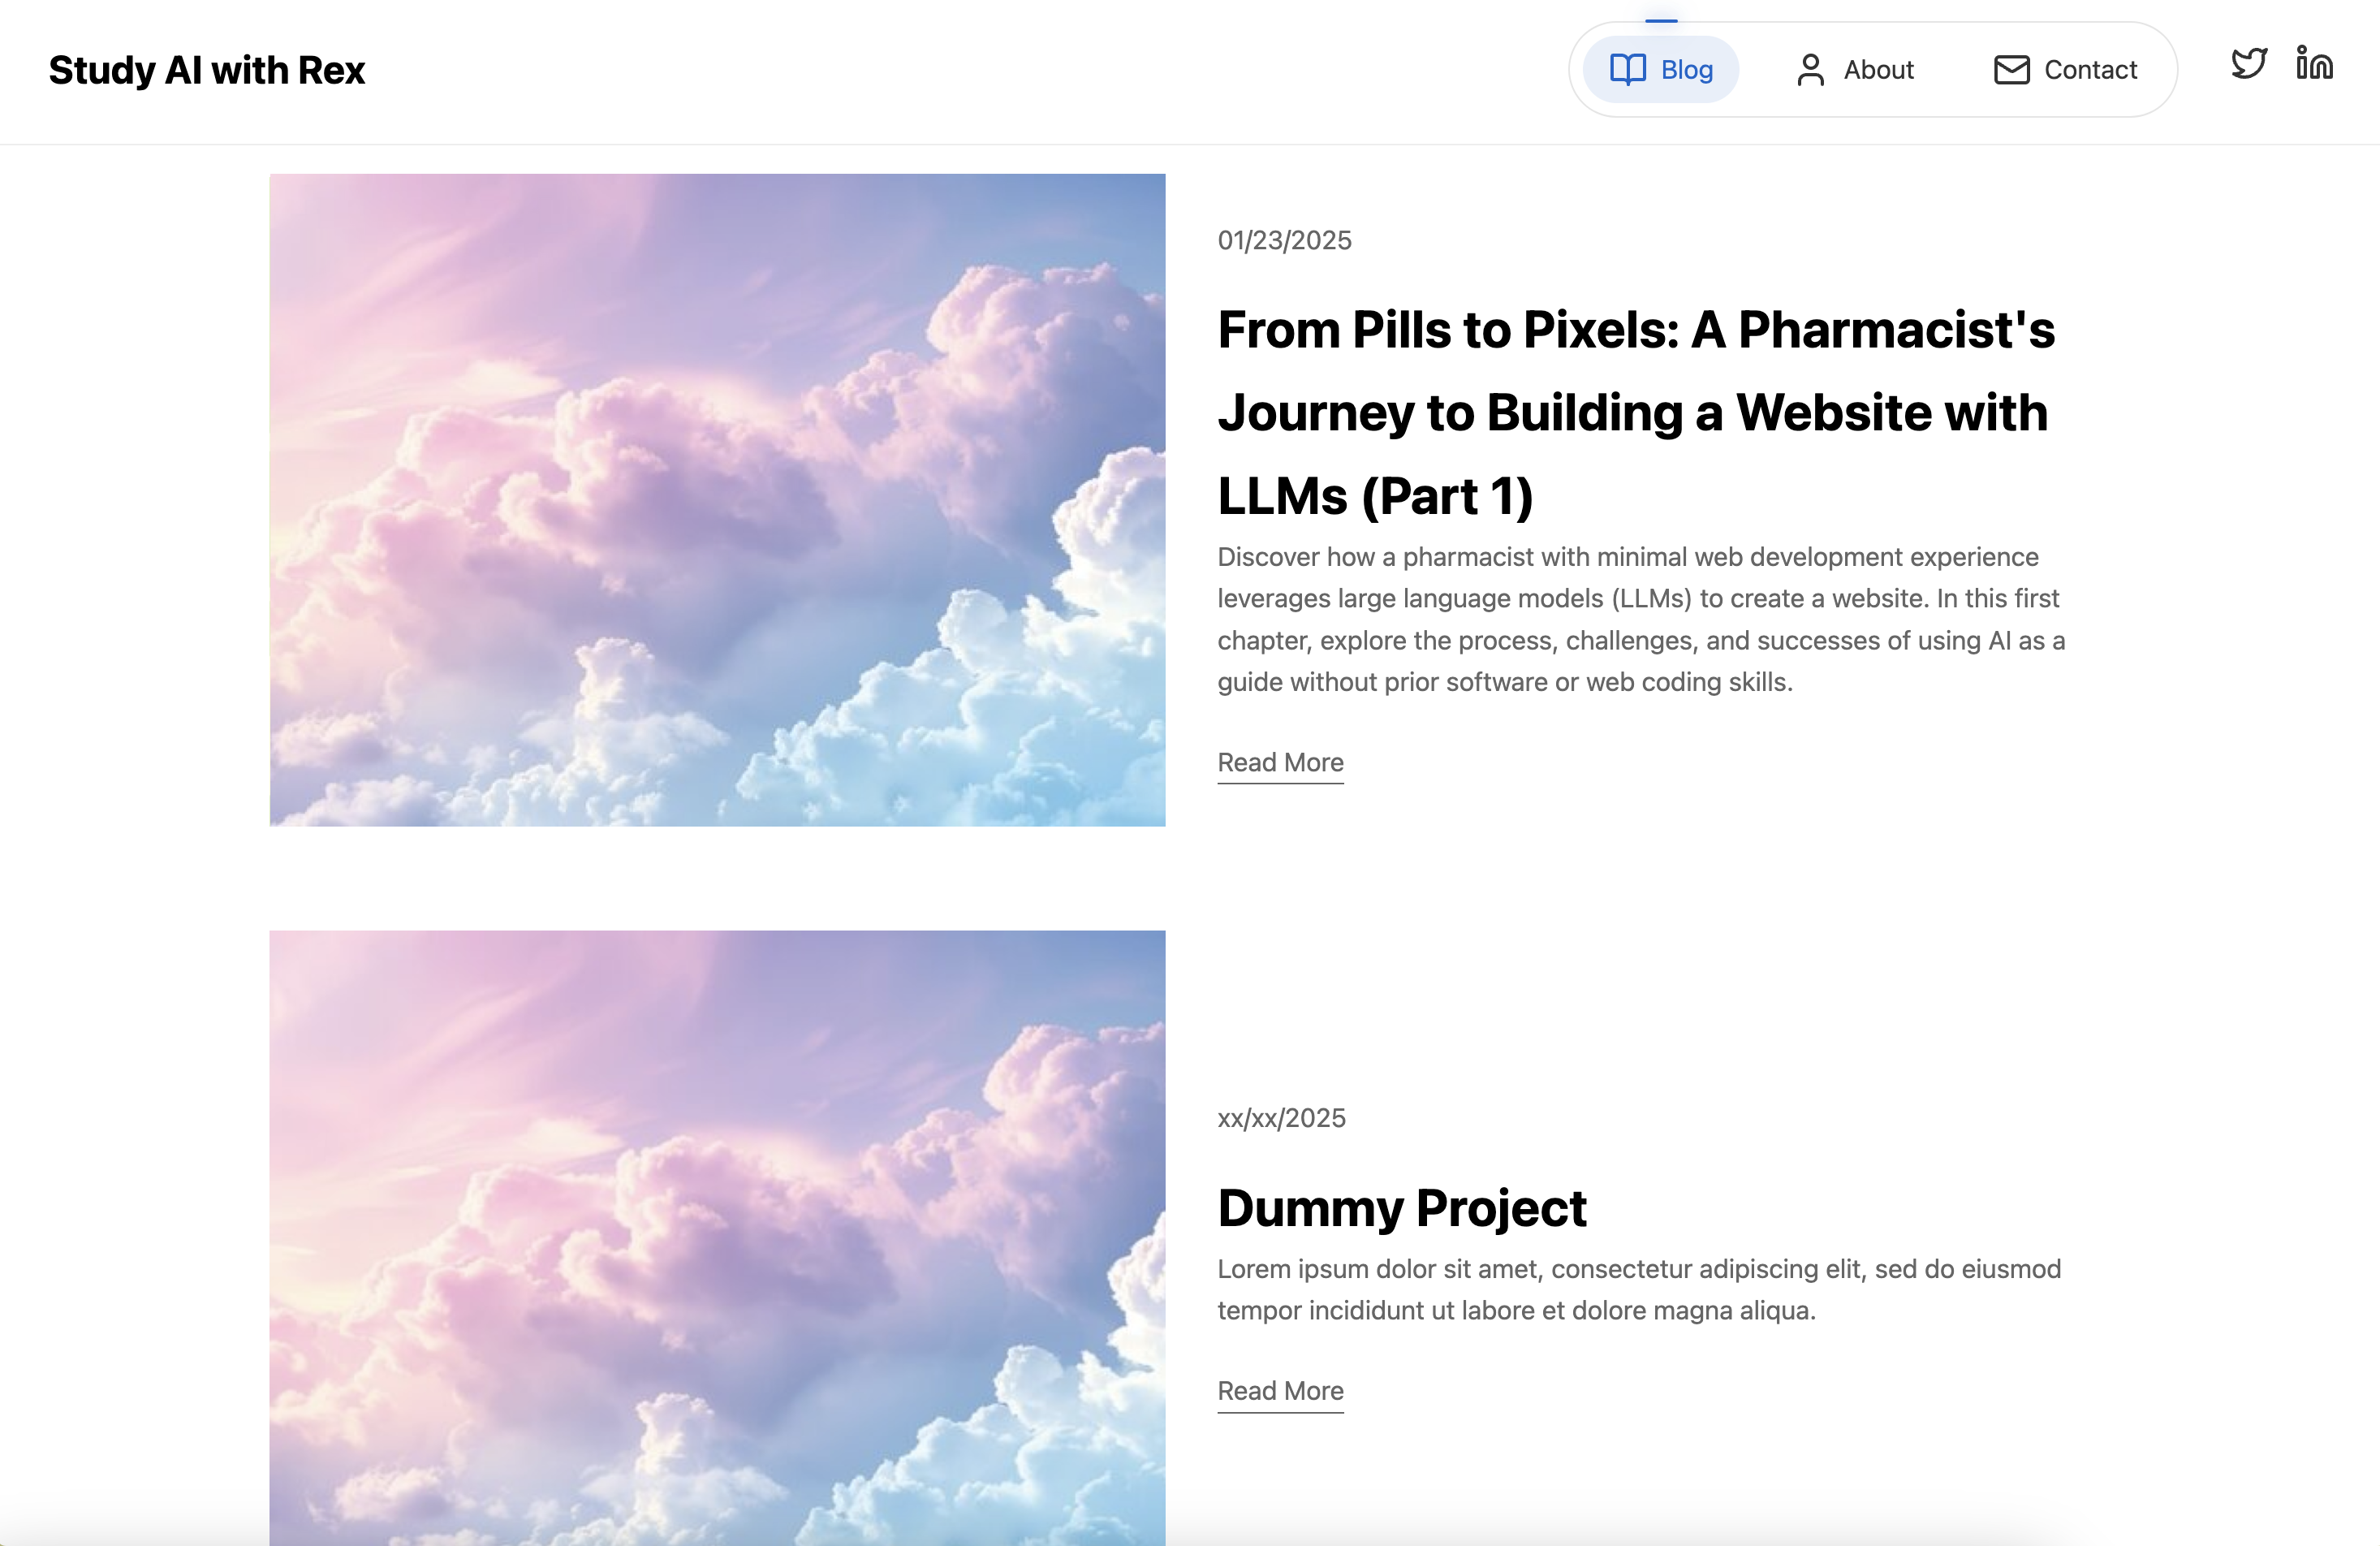 Study AI with Rex
Blog
About
Contact
01/23/2025
From Pills to Pixels: A Pharmacist's
Journey to Building a Website with
LLMs (Part 1)
Discover how a pharmacist with minimal web development experience
leverages large language models (LLMs) to create a website. In this first
chapter, explore the process, challenges, and successes of using AI as a
guide without prior software or web coding skills.
Read More
xx/xx/2025
Dummy Project
Lorem ipsum dolor sit amet, consectetur adipiscing elit, sed do eiusmod
tempor incididunt ut labore et dolore magna aliqua.
Read More